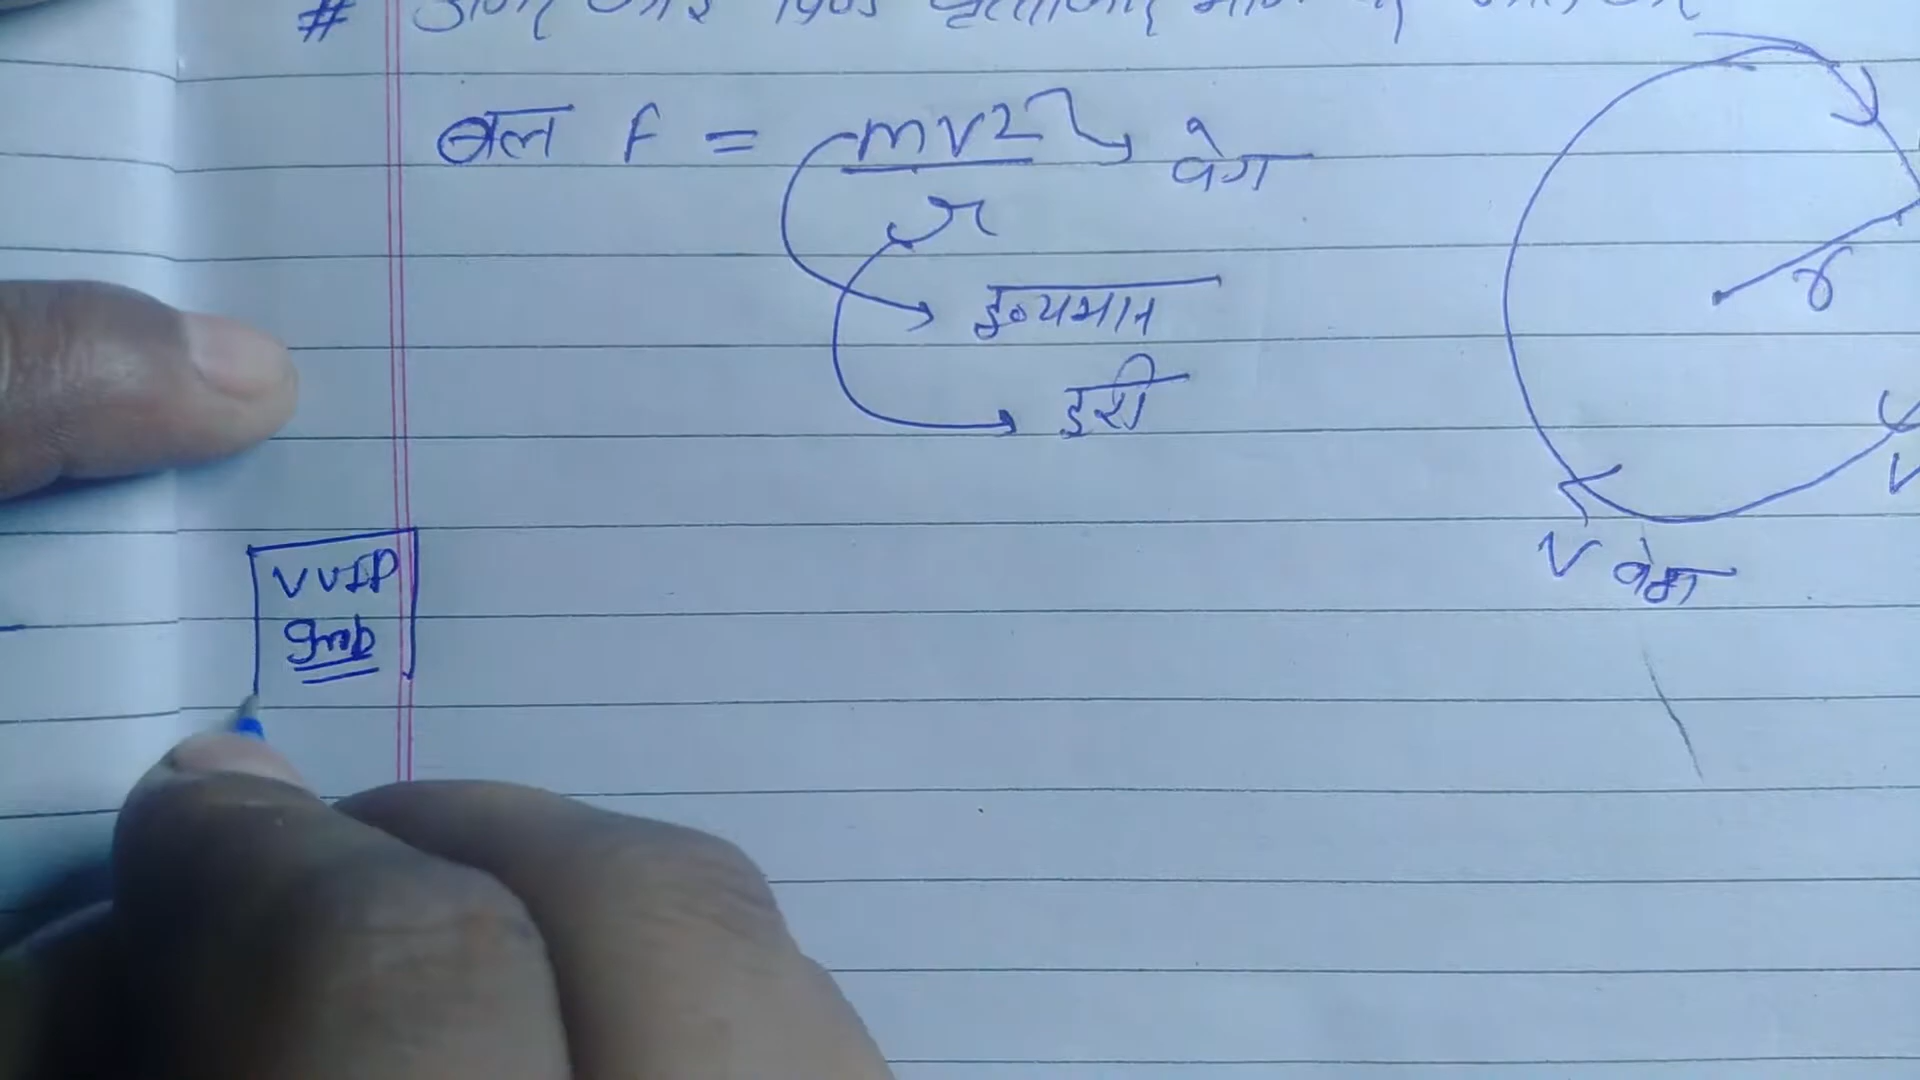 #
बल F = mv2 वेग
r
द्रव्यमान
दूरी
r
V
V वेग
VVIP
Imp